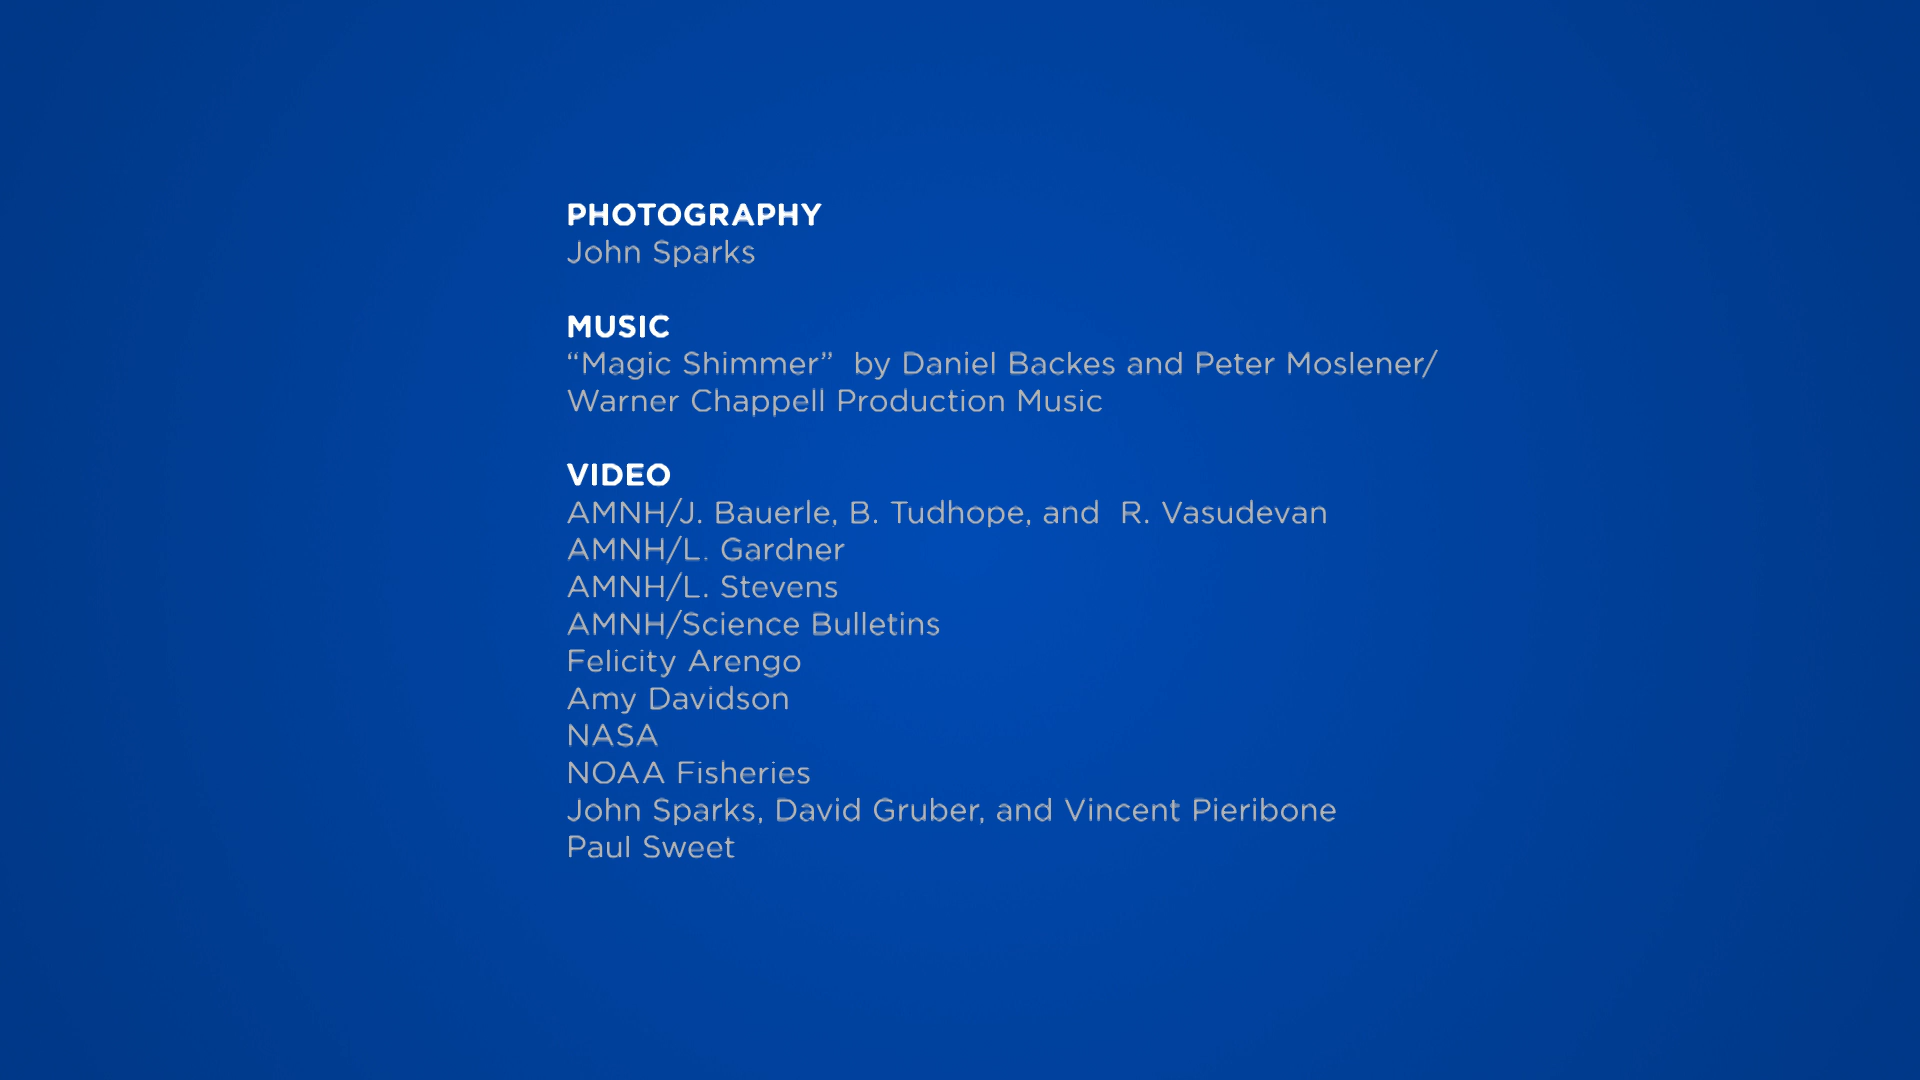 PHOTOGRAPHY
John Sparks
MUSIC
“Magic Shimmer”  by Daniel Backes and Peter Moslener/
Warner Chappell Production Music
VIDEO
AMNH/J. Bauerle, B. Tudhope, and  R. Vasudevan
AMNH/L. Gardner
AMNH/L. Stevens
AMNH/Science Bulletins
Felicity Arengo
Amy Davidson
NASA
NOAA Fisheries
John Sparks, David Gruber, and Vincent Pieribone
Paul Sweet